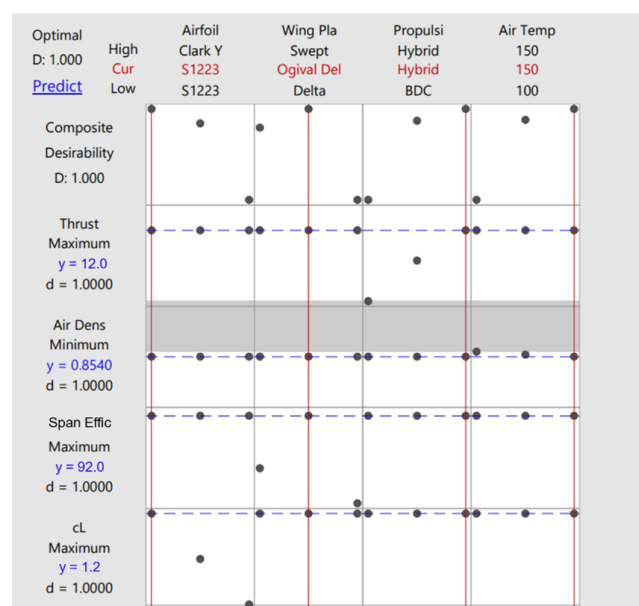 Optimal
D: 1.000
Predict
High
Cur
Low
Airfoil
Clark Y
S1223
S1223
Wing Pla
Swept
Ogival Del
Delta
Propulsi
Hybrid
Hybrid
BDC
Air Temp
150
150
100
Composite
Desirability
D: 1.000
Thrust
Maximum
y = 12.0
d = 1.0000
Air Dens
Minimum
y = 0.8540
d = 1.0000
Span Effic
Maximum
y = 92.0
d = 1.0000
cL
Maximum
y = 1.2
d = 1.0000